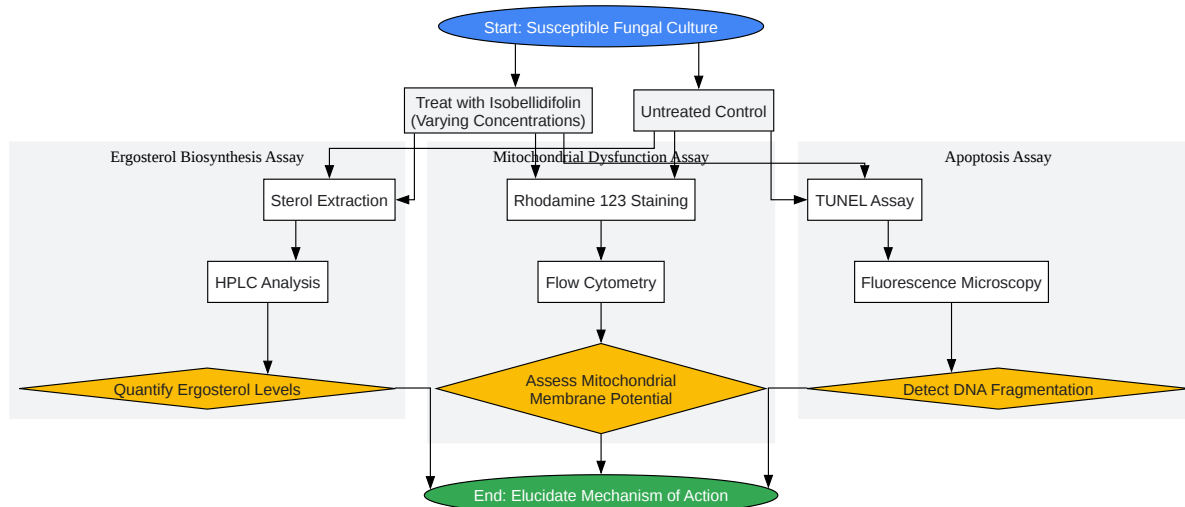 Start: Susceptible Fungal Culture
Treat with Isobellidifolin
(Varying Concentrations)
Untreated Control
Ergosterol Biosynthesis Assay
Mitochondrial Dysfunction Assay
Apoptosis Assay
Sterol Extraction
Rhodamine 123 Staining
TUNEL Assay
HPLC Analysis
Flow Cytometry
Fluorescence Microscopy
Quantify Ergosterol Levels
Assess Mitochondrial
Membrane Potential
Detect DNA Fragmentation
End: Elucidate Mechanism of Action